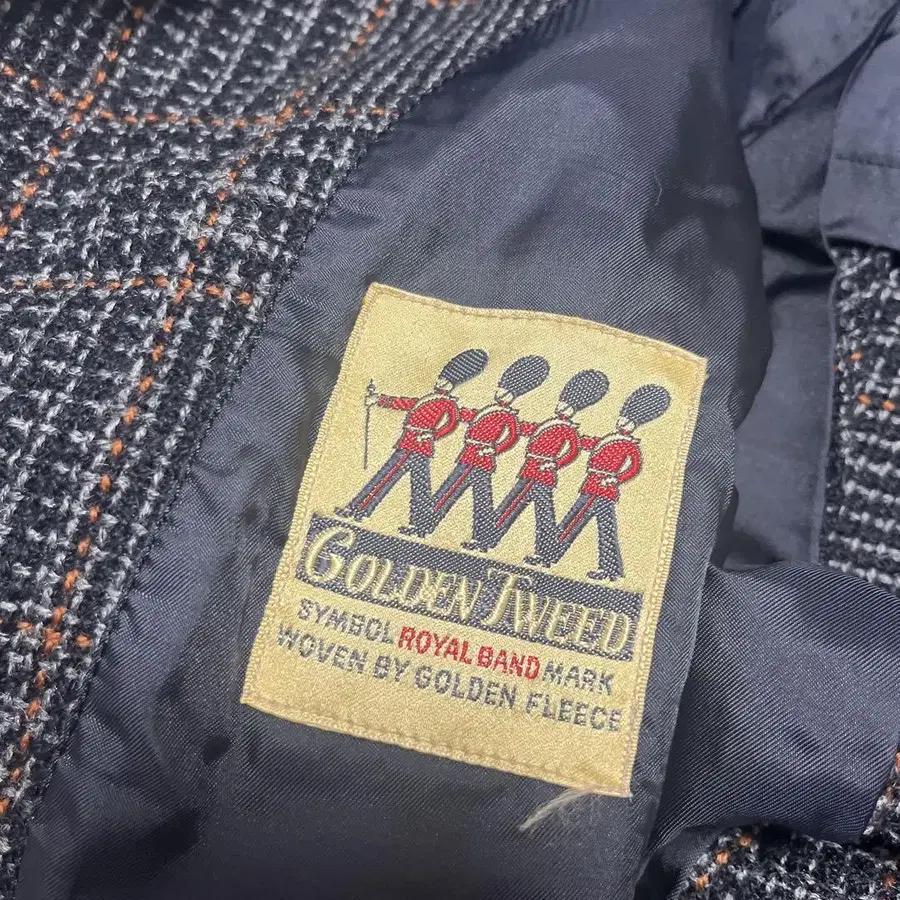 GOLDEN TWEED
SYMBOL ROYAL BAND MARK
WOVEN BY GOLDEN FLEECE